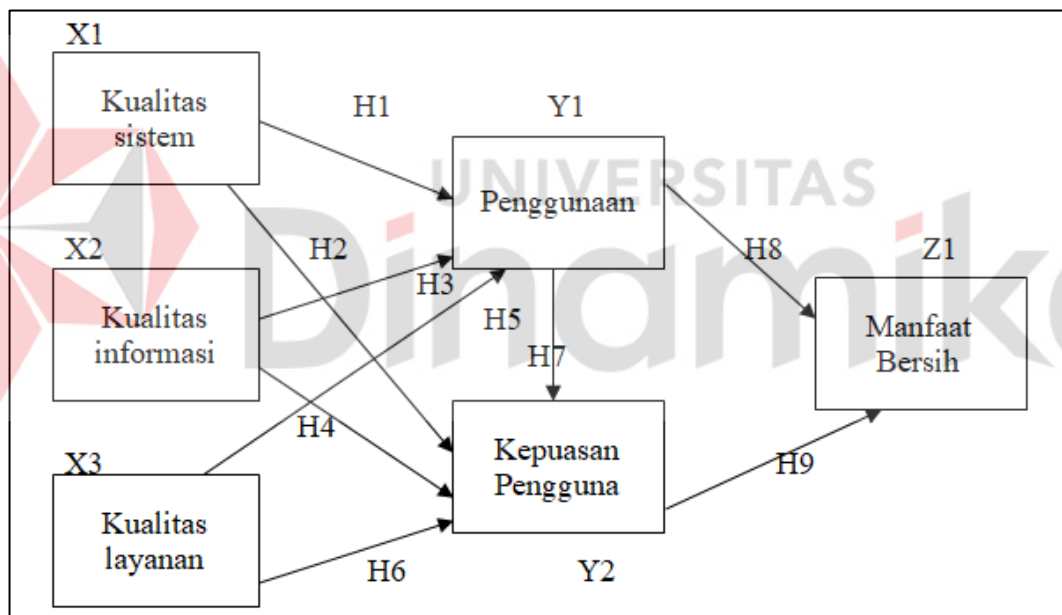 X1
Kualitas
sistem
H1
Y1
Penggunaan
UNIVERSITAS
Dinamika
X2
Kualitas
informasi
H2
H3
H5
H7
H8
Z1
Manfaat
Bersih
H4
Kepuasan
Pengguna
H9
X3
Kualitas
layanan
H6
Y2